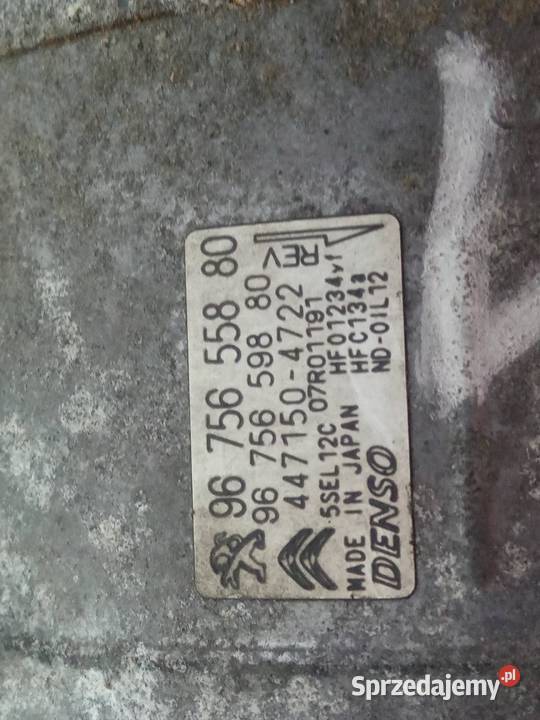 96 756 558 80
96 756 598 80 >
447150-4722 RE
5SEL12C 07R01191
MADE IN JAPAN HFO1234yf
HFC134a
DENSO ND-OIL12
Sprzedajemy.pl